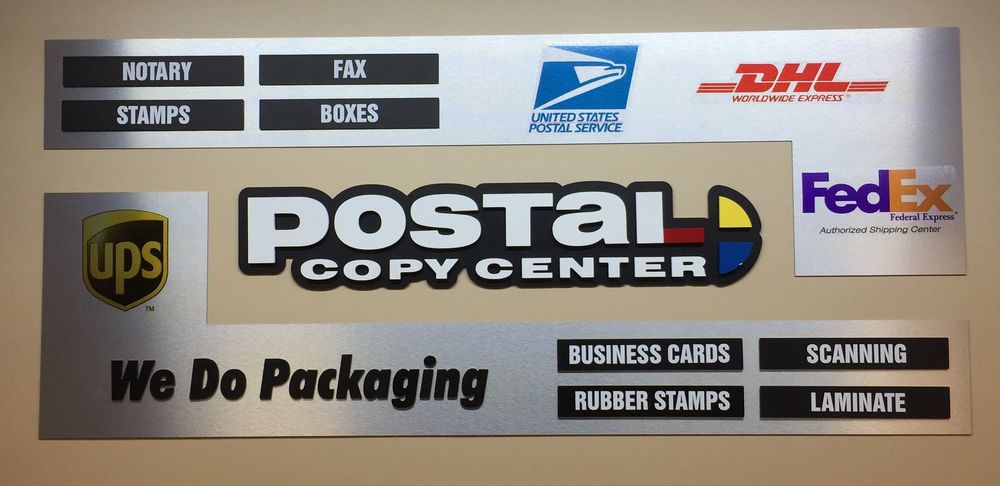 NOTARY
FAX
STAMPS
BOXES
UNITED STATES
POSTAL SERVICE
DHL
WORLDWIDE EXPRESS®
FedEx
Federal Express®
Authorized Shipping Center
ups
TM
POSTAL
COPY CENTER
We Do Packaging
BUSINESS CARDS
SCANNING
RUBBER STAMPS
LAMINATE